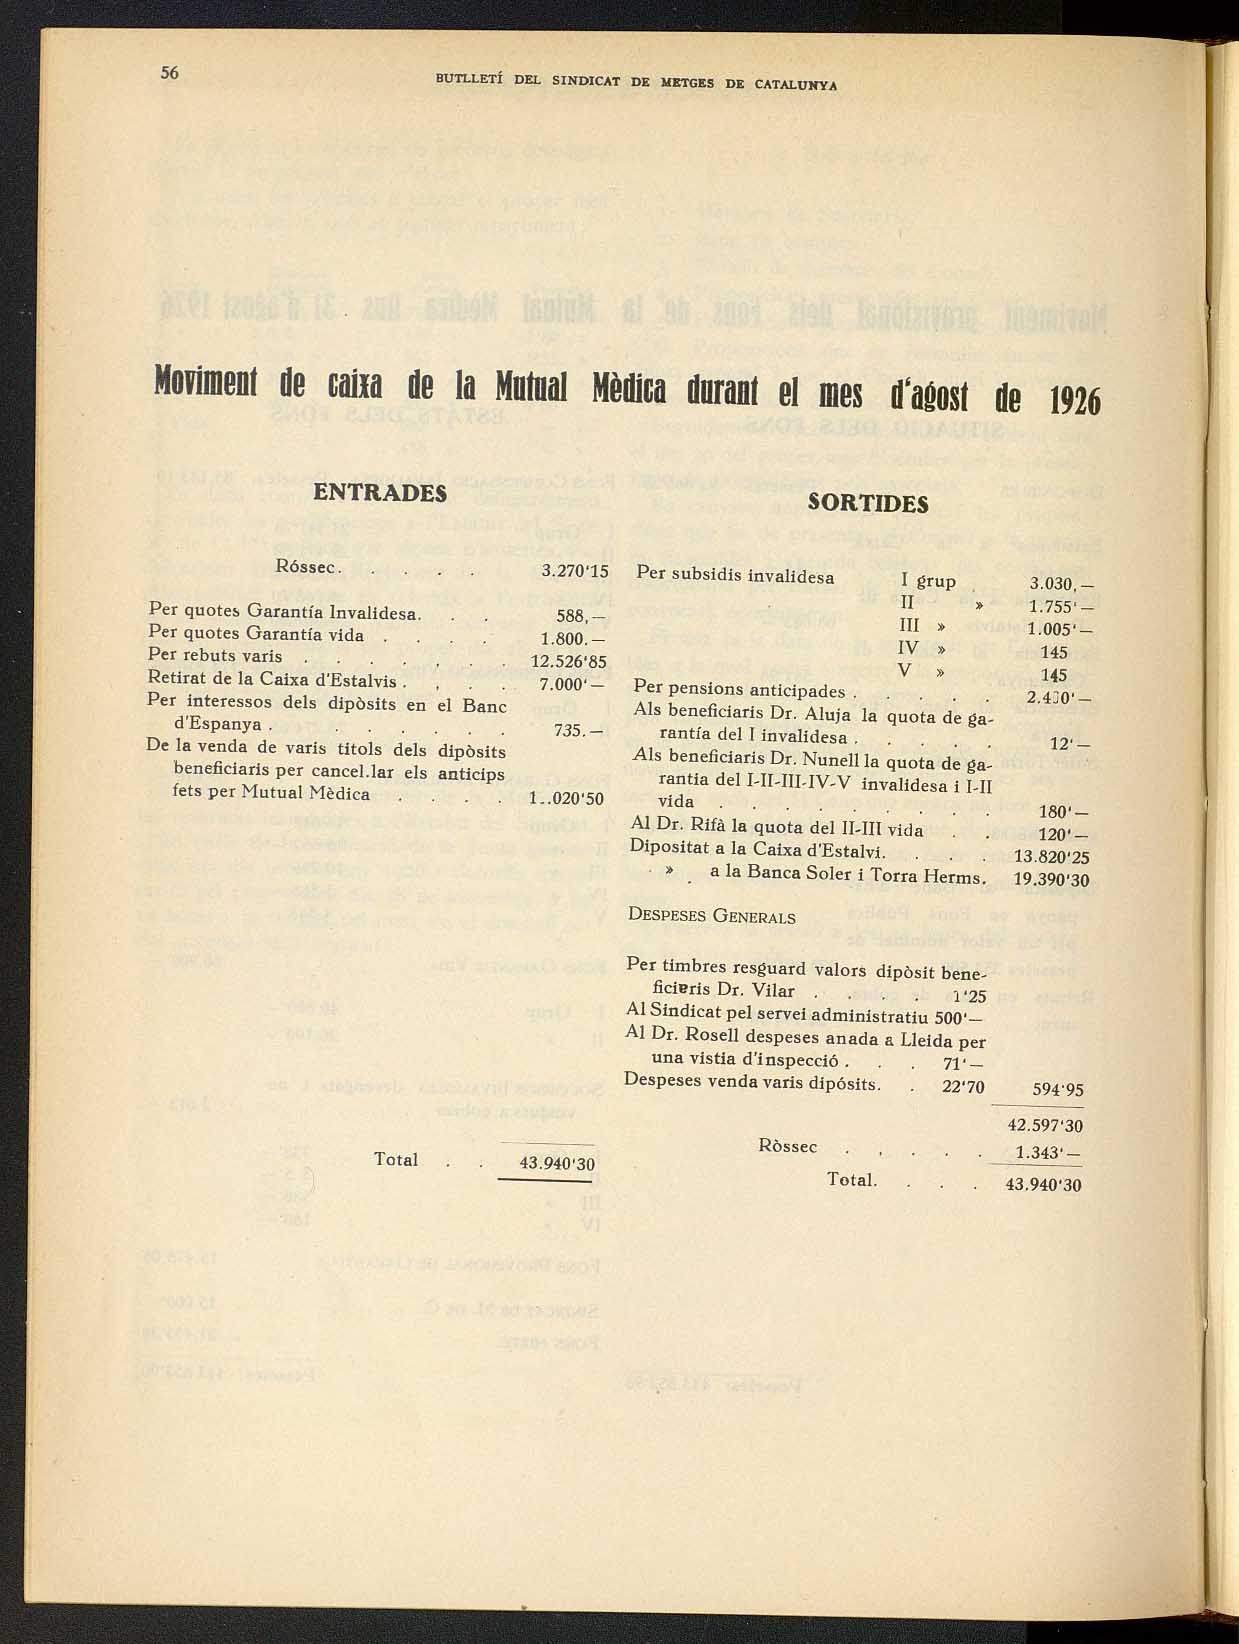 56
BUTLLETÍ DEL SINDICAT DE METGES DE CATALUNYA
Moviment de caixa de la Mutual Mèdica durant el mes d'agost de 1926
ENTRADES
Róssec. . . . . 3.270'15
Per quotes Garantía Invalidesa. . . 588,—
Per quotes Garantía vida . . . . 1.800.—
Per rebuts varis . . . . , . . 12.526'85
Retirat de la Caixa d'Estalvis . , . . 7.000'—
Per interessos dels dipòsits en el Banc
d'Espanya . . . . . . . 735.—
De la venda de varis titols dels dipòsits
beneficiaris per cancel.lar els anticips
fets per Mutual Mèdica . . . . 1..020'50
Total . . 43.940'30
SORTIDES
Per subsidis invalidesa I grup . 3.030,—
II » 1.755'—
III » 1.005'—
IV » 145
V » 145
Per pensions anticipades . . . . . 2.400'—
Als beneficiaris Dr. Aluja la quota de ga-
rantía del I invalidesa . . . . . 12'—
Als beneficiaris Dr. Nunell la quota de ga-
rantia del I-II-III-IV-V invalidesa i I-II
vida . . . . . . . . . 180'—
Al Dr. Rifà la quota del II-III vida . 120'—
Dipositat a la Caixa d'Estalvi. . . . 13.820'25
» a la Banca Soler i Torra Herms. 19.390'30
DESPESES GENERALS
Per timbres resguard valors dipòsit bene-
ficieris Dr. Vilar . . . . 1'25
Al Sindicat pel servei administratiu 500'—
Al Dr. Rosell despeses anada a Lleida per
una vistia d'inspecció . . . 71'—
Despeses venda varis dipósits. . 22'70 594'95
42.597'30
Ròssec . , . . . 1.343'—
Total. . . . 43.940'30